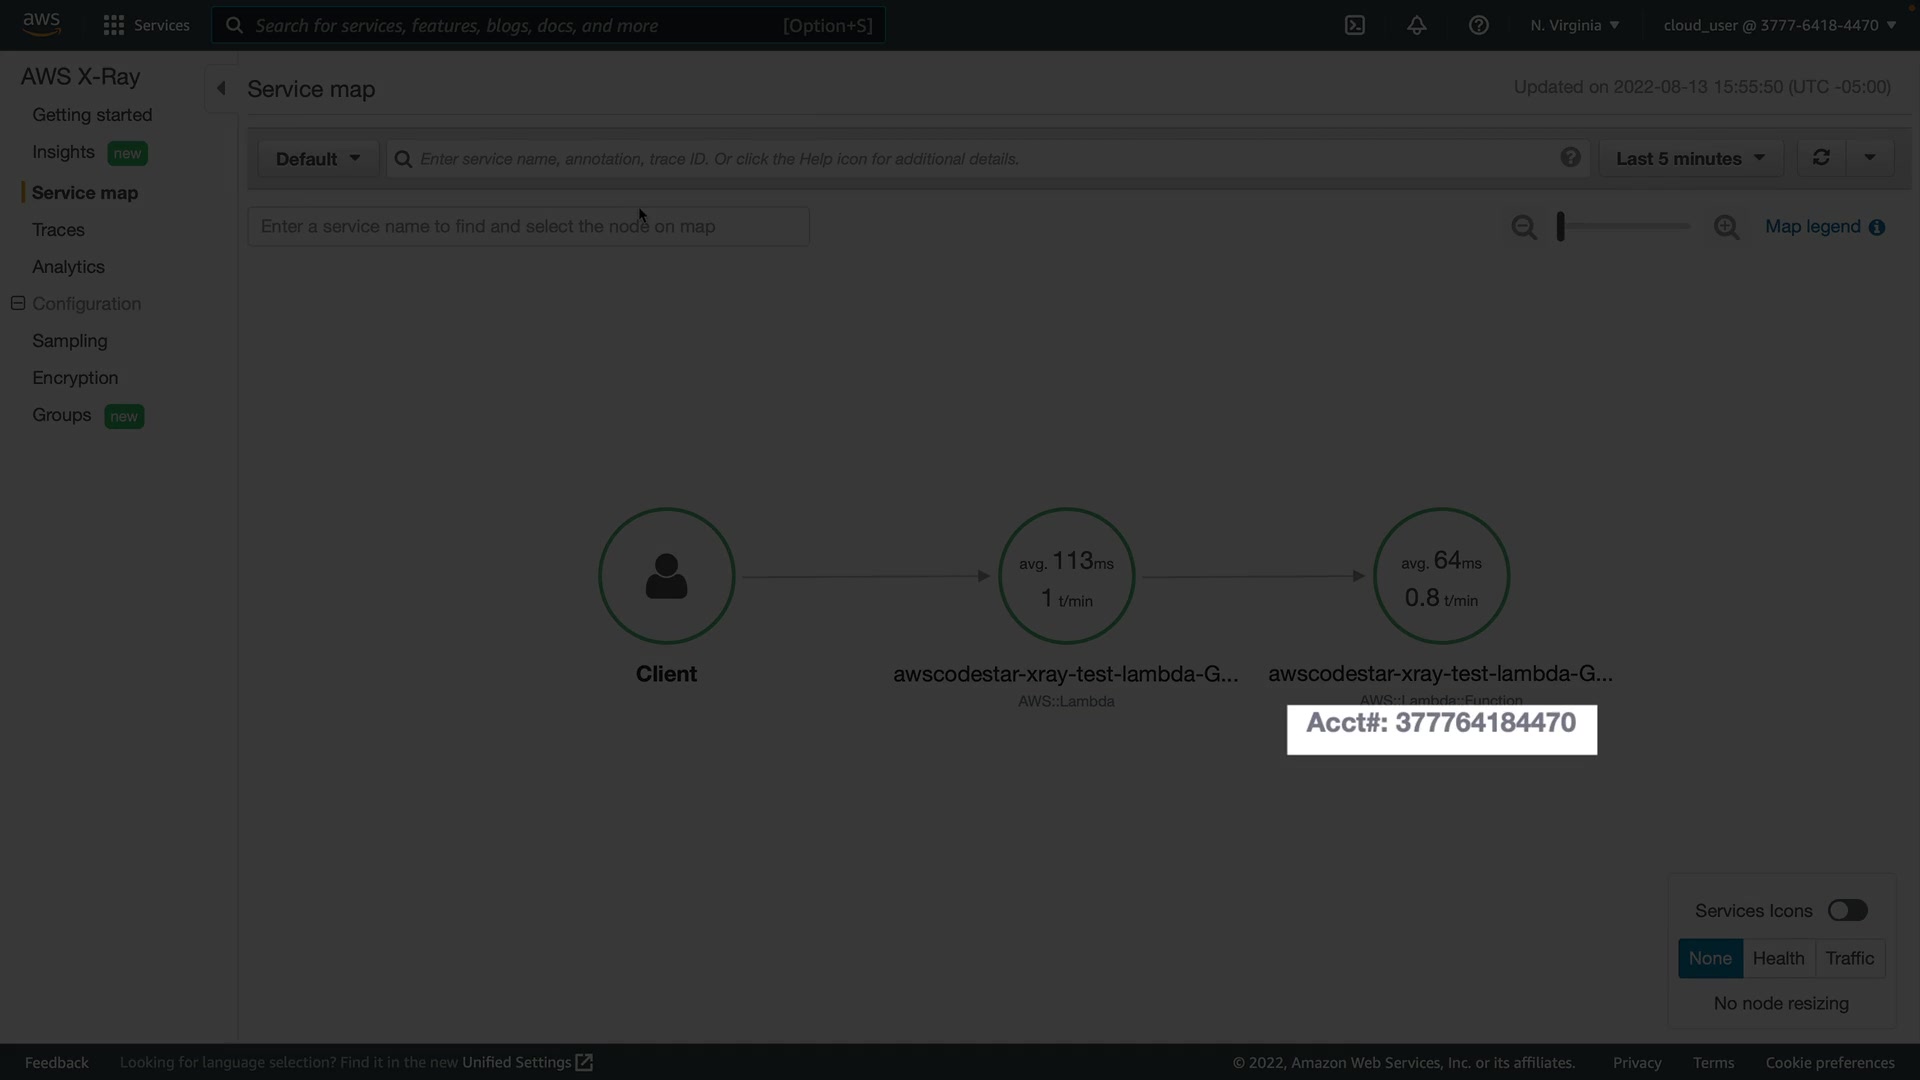 aws
Services
Search for services, features, blogs, docs, and more
[Option+S]
N. Virginia
cloud_user @ 3777-6418-4470
AWS X-Ray
Getting started
Insights new
Service map
Traces
Analytics
Configuration
Sampling
Encryption
Groups new
Service map
Updated on 2022-08-13 15:55:50 (UTC -05:00)
Default
Enter service name, annotation, trace ID. Or click the Help icon for additional details.
Last 5 minutes
Enter a service name to find and select the node on map
Map legend
avg. 113ms
1 t/min
avg. 64ms
0.8 t/min
Client
awscodestar-xray-test-lambda-G...
AWS::Lambda
awscodestar-xray-test-lambda-G...
AWS::Lambda::Function
Acct#: 377764184470
Services Icons
None Health Traffic
No node resizing
Feedback
Looking for language selection? Find it in the new Unified Settings
© 2022, Amazon Web Services, Inc. or its affiliates.
Privacy
Terms
Cookie preferences